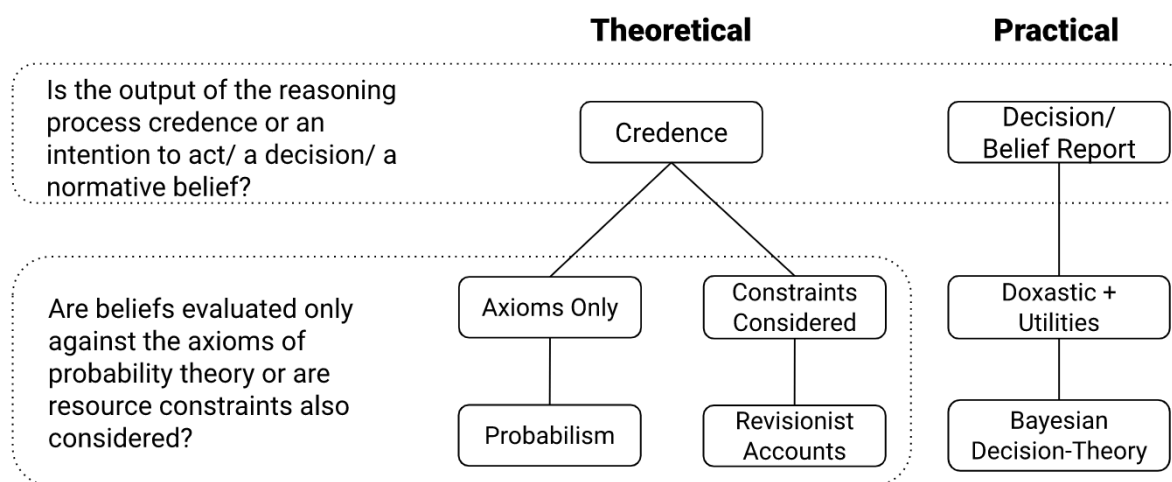 Theoretical
Practical
Is the output of the reasoning
process credence or an
intention to act/ a decision/ a
normative belief?
Credence
Decision/
Belief Report
Are beliefs evaluated only
against the axioms of
probability theory or are
resource constraints also
considered?
Axioms Only
Constraints
Considered
Doxastic +
Utilities
Probabilism
Revisionist
Accounts
Bayesian
Decision-Theory